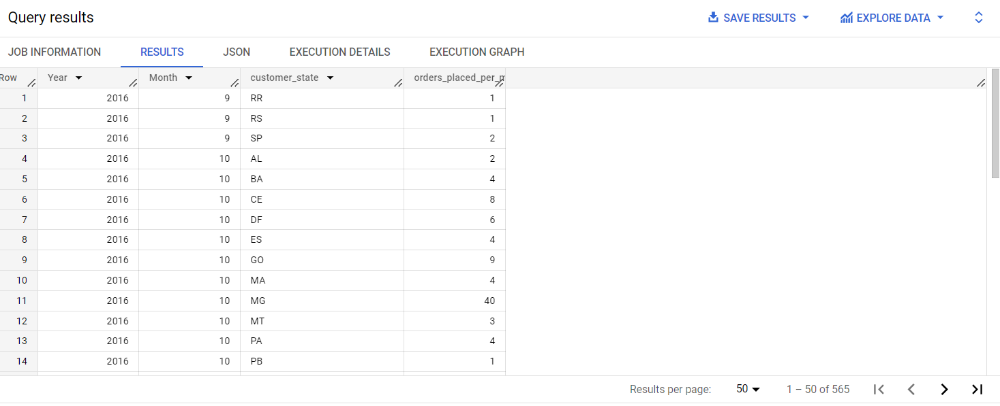 Query results SAVE RESULTS EXPLORE DATA
JOB INFORMATION RESULTS JSON EXECUTION DETAILS EXECUTION GRAPH
Row Year Month customer_state orders_placed_per_m
1 2016 9 RR 1
2 2016 9 RS 1
3 2016 9 SP 2
4 2016 10 AL 2
5 2016 10 BA 4
6 2016 10 CE 8
7 2016 10 DF 6
8 2016 10 ES 4
9 2016 10 GO 9
10 2016 10 MA 4
11 2016 10 MG 40
12 2016 10 MT 3
13 2016 10 PA 4
14 2016 10 PB 1
Results per page: 50 1 – 50 of 565